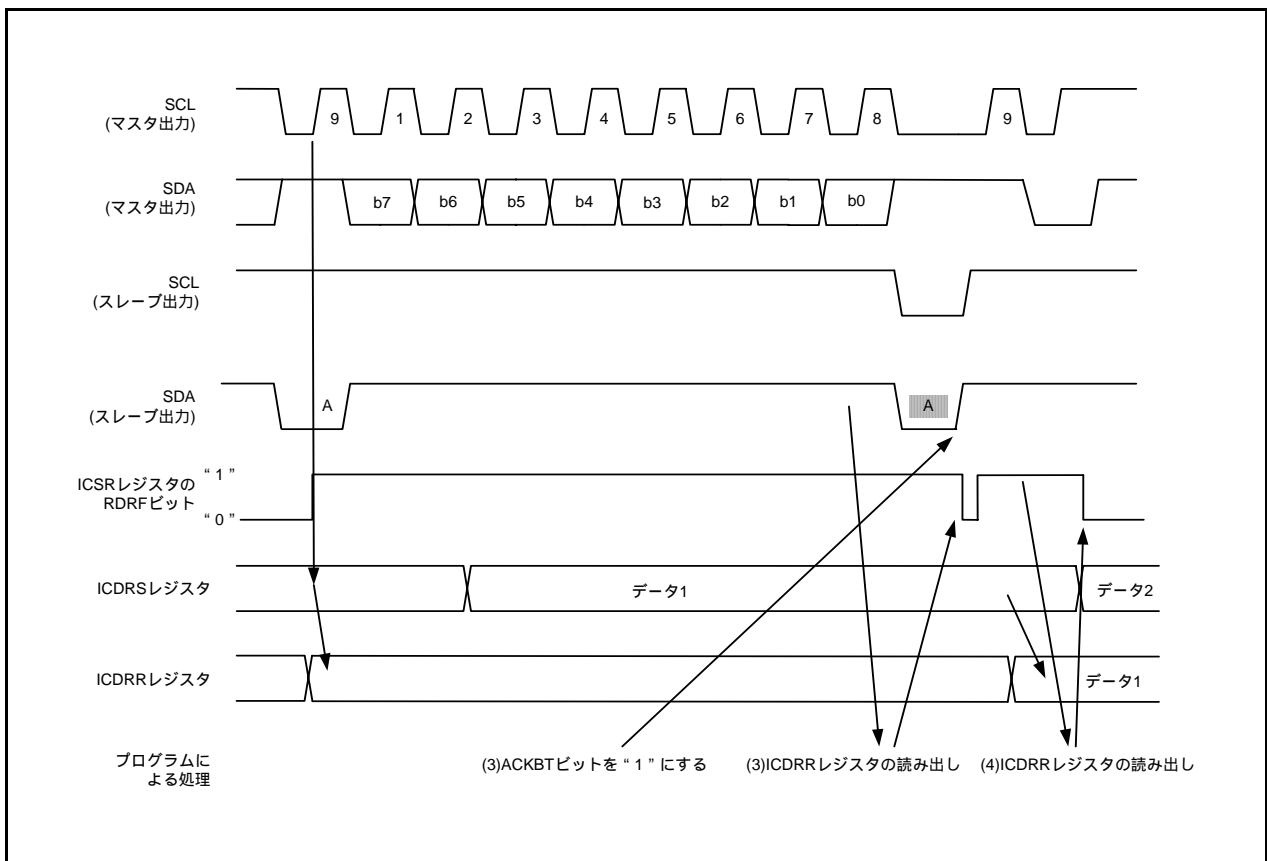 SCL
(マスタ出力)
9 1 2 3 4 5 6 7 8 9
SDA
(マスタ出力)
b7 b6 b5 b4 b3 b2 b1 b0
SCL
(スレーブ出力)
SDA
(スレーブ出力)
A A
ICSRレジスタの
RDRFビット
“ 1 ”
“ 0 ”
ICDRSレジスタ
データ1 データ2
ICDRRレジスタ
データ1
プログラムに
よる処理
(3)ACKBTビットを “ 1 ” にする (3)ICDRRレジスタの読み出し (4)ICDRRレジスタの読み出し